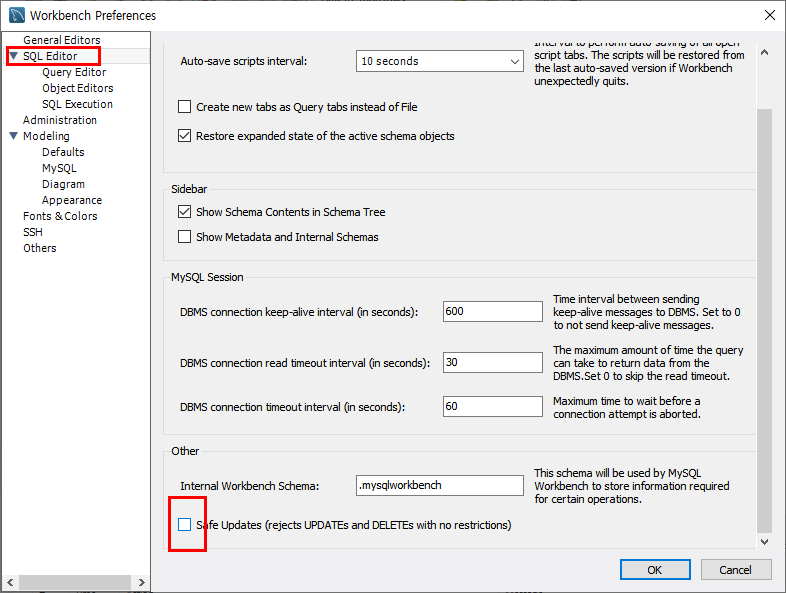 Workbench Preferences
General Editors
SQL Editor
Query Editor
Object Editors
SQL Execution
Administration
Modeling
Defaults
MySQL
Diagram
Appearance
Fonts & Colors
SSH
Others
Auto-save scripts interval:
10 seconds
Interval to perform auto-saving of all open
script tabs. The scripts will be restored from
the last auto-saved version if Workbench
unexpectedly quits.
Create new tabs as Query tabs instead of File
Restore expanded state of the active schema objects
Sidebar
Show Schema Contents in Schema Tree
Show Metadata and Internal Schemas
MySQL Session
DBMS connection keep-alive interval (in seconds):
600
Time interval between sending
keep-alive messages to DBMS. Set to 0
to not send keep-alive messages.
DBMS connection read timeout interval (in seconds):
30
The maximum amount of time the query
can take to return data from the
DBMS.Set 0 to skip the read timeout.
DBMS connection timeout interval (in seconds):
60
Maximum time to wait before a
connection attempt is aborted.
Other
Internal Workbench Schema:
.mysqlworkbench
This schema will be used by MySQL
Workbench to store information required
for certain operations.
Safe Updates (rejects UPDATEs and DELETEs with no restrictions)
OK
Cancel